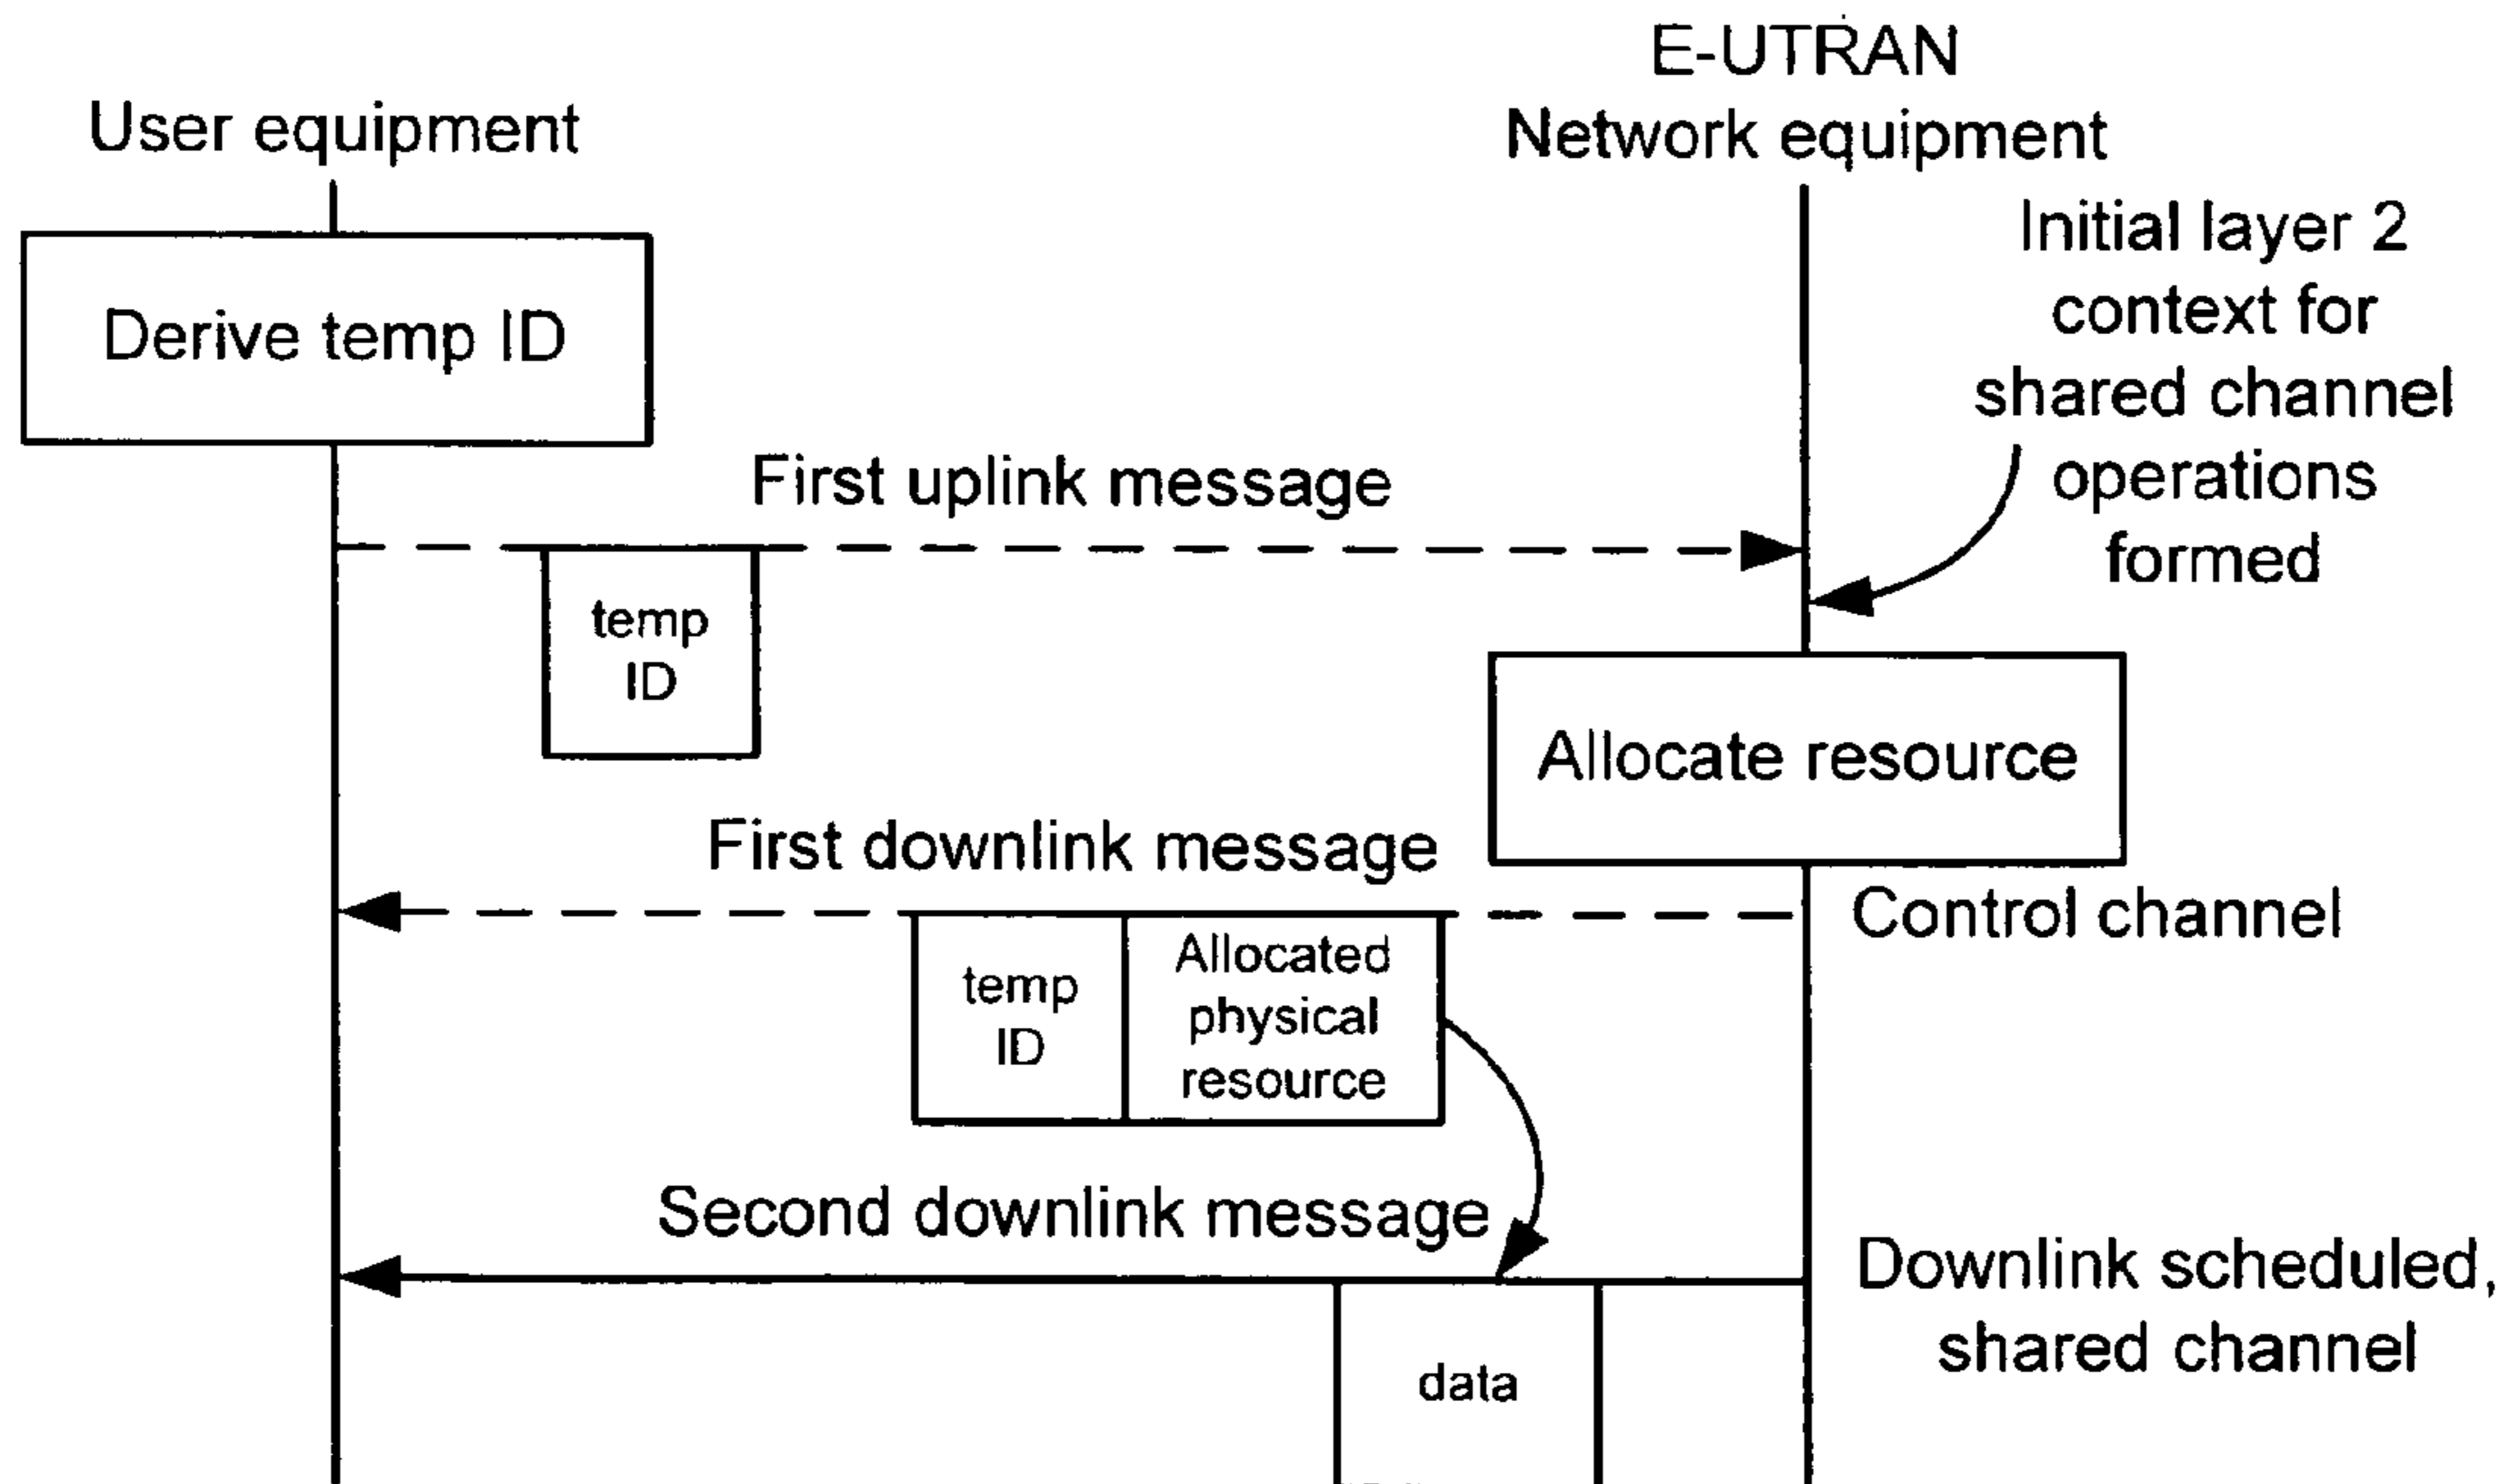 E-UTRAN
User equipment
Network equipment
Initial layer 2
context for
shared channel
operations
formed
Derive temp ID
First uplink message
temp
ID
Allocate resource
First downlink message
Control channel
temp
ID
Allocated
physical
resource
Second downlink message
Downlink scheduled,
shared channel
data